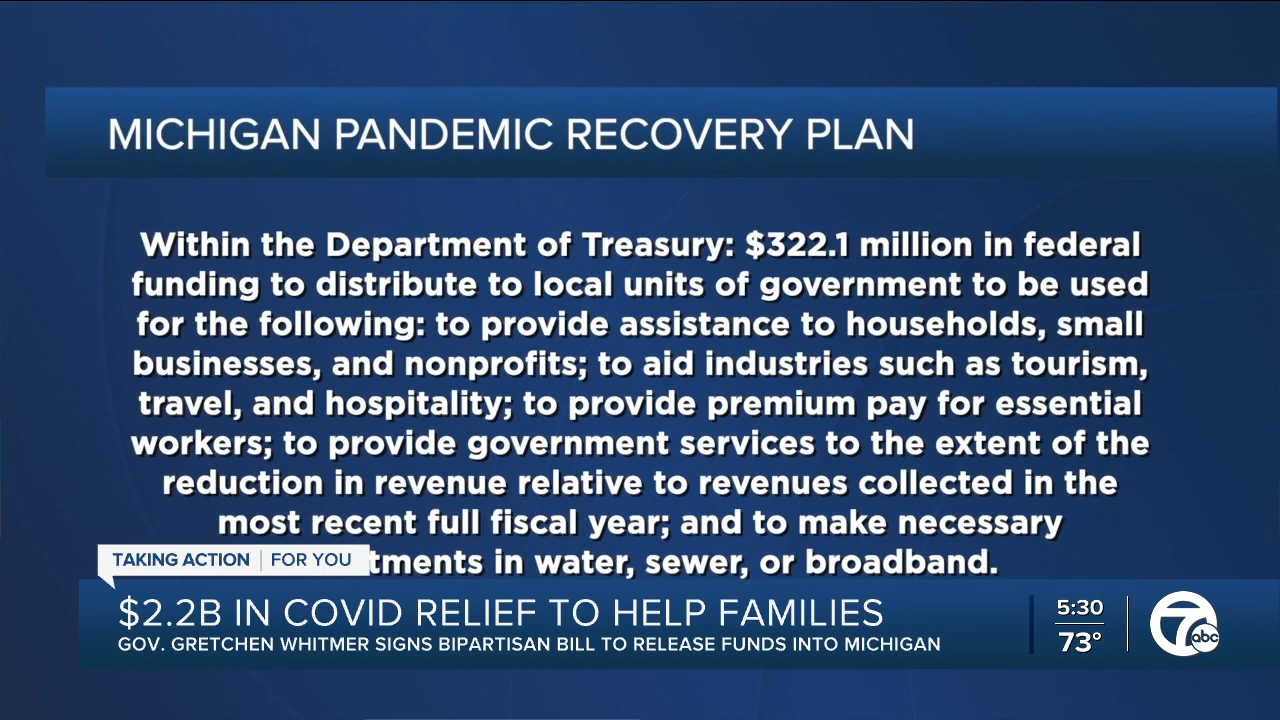 MICHIGAN PANDEMIC RECOVERY PLAN
Within the Department of Treasury: $322.1 million in federal
funding to distribute to local units of government to be used
for the following: to provide assistance to households, small
businesses, and nonprofits; to aid industries such as tourism,
travel, and hospitality; to provide premium pay for essential
workers; to provide government services to the extent of the
reduction in revenue relative to revenues collected in the
most recent full fiscal year; and to make necessary
tments in water, sewer, or broadband.
TAKING ACTION FOR YOU
$2.2B IN COVID RELIEF TO HELP FAMILIES
GOV. GRETCHEN WHITMER SIGNS BIPARTISAN BILL TO RELEASE FUNDS INTO MICHIGAN
5:30
73°
7 abc